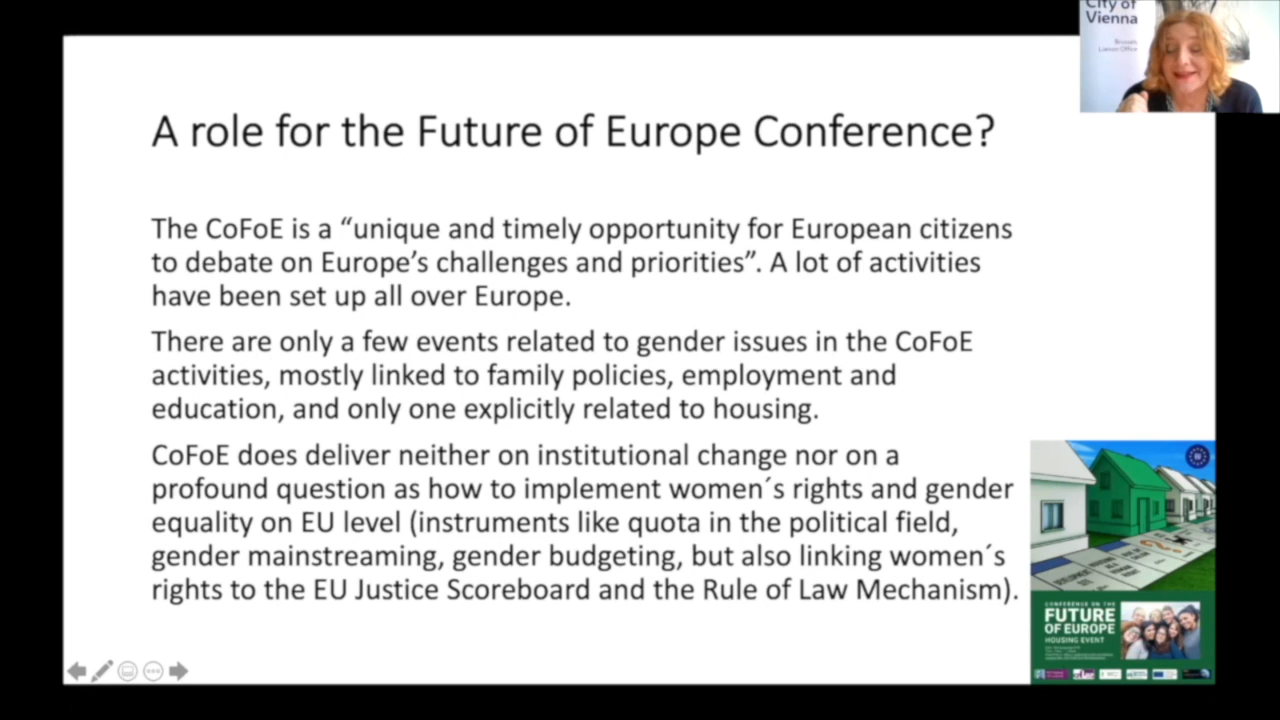 City of
Vienna
Brussels
Liaison Office
A role for the Future of Europe Conference?
The CoFoE is a “unique and timely opportunity for European citizens
to debate on Europe’s challenges and priorities”. A lot of activities
have been set up all over Europe.
There are only a few events related to gender issues in the CoFoE
activities, mostly linked to family policies, employment and
education, and only one explicitly related to housing.
CoFoE does deliver neither on institutional change nor on a
profound question as how to implement women´s rights and gender
equality on EU level (instruments like quota in the political field,
gender mainstreaming, gender budgeting, but also linking women´s
rights to the EU Justice Scoreboard and the Rule of Law Mechanism).
CONFERENCE ON THE
FUTURE
OF EUROPE
HOUSING EVENT